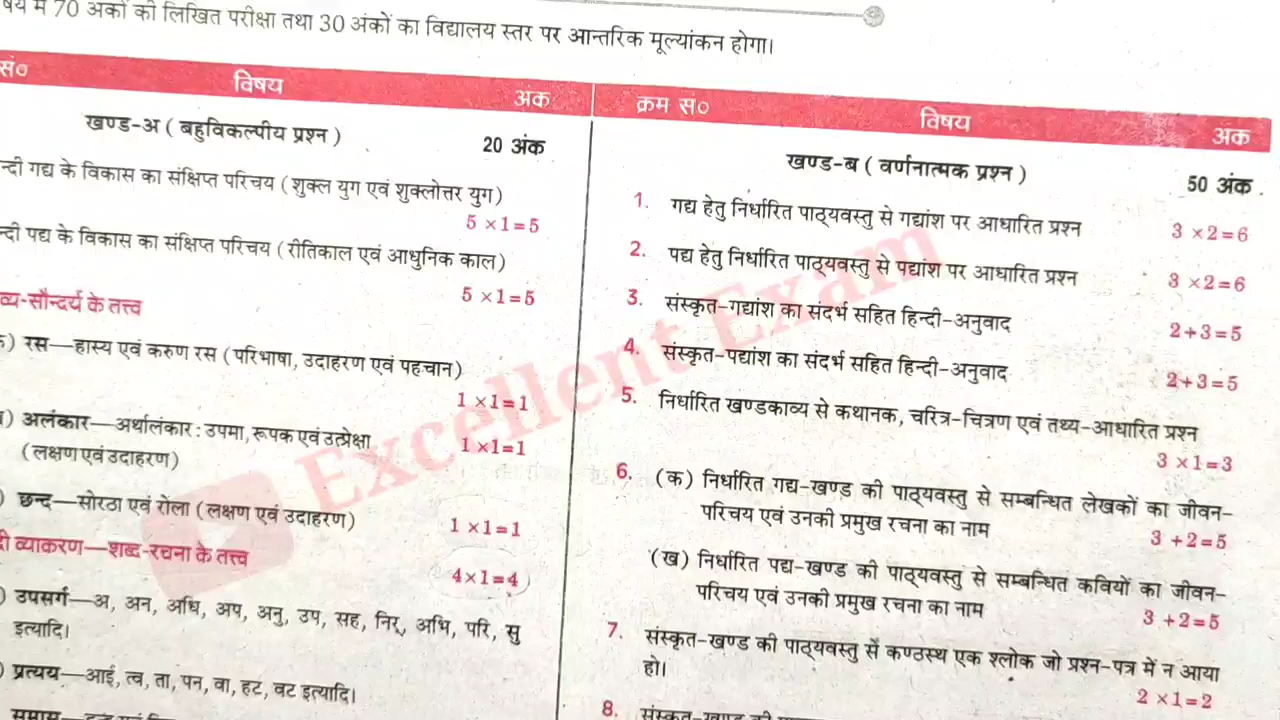 में 70 अंकों की लिखित परीक्षा तथा 30 अंकों का विद्यालय स्तर पर आन्तरिक मूल्यांकन होगा।
सं० विषय अंक
खण्ड-अ ( बहुविकल्पीय प्रश्न ) 20 अंक
न्दी गद्य के विकास का संक्षिप्त परिचय ( शुक्ल युग एवं शुक्लोत्तर युग)
5 ×1=5
न्दी पद्य के विकास का संक्षिप्त परिचय ( रीतिकाल एवं आधुनिक काल)
5 ×1=5
व्य-सौन्दर्य के तत्त्व
) रस—हास्य एवं करुण रस ( परिभाषा, उदाहरण एवं पहचान)
1 ×1=1
) अलंकार—अर्थालंकार : उपमा, रूपक एवं उत्प्रेक्षा
(लक्षण एवं उदाहरण) 1 ×1=1
) छन्द—सोरठा एवं रोला ( लक्षण एवं उदाहरण)
1 ×1=1
दी व्याकरण—शब्द-रचना के तत्त्व
4×1=4
) उपसर्ग—अ, अन, अधि, अप, अनु, उप, सह, निर्, अभि, परि, सु
इत्यादि।
) प्रत्यय—आई, त्व, ता, पन, वा, हट, वट इत्यादि।
क्रम सं० विषय अंक
खण्ड-ब ( वर्णनात्मक प्रश्न ) 50 अंक
1. गद्य हेतु निर्धारित पाठ्यवस्तु से गद्यांश पर आधारित प्रश्न 3 ×2=6
2. पद्य हेतु निर्धारित पाठ्यवस्तु से पद्यांश पर आधारित प्रश्न 3 ×2=6
3. संस्कृत-गद्यांश का संदर्भ सहित हिन्दी-अनुवाद 2+3=5
4. संस्कृत-पद्यांश का संदर्भ सहित हिन्दी-अनुवाद 2+3=5
5. निर्धारित खण्डकाव्य से कथानक, चरित्र-चित्रण एवं तथ्य-आधारित प्रश्न
3 ×1=3
6. (क) निर्धारित गद्य-खण्ड की पाठ्यवस्तु से सम्बन्धित लेखकों का जीवन-
परिचय एवं उनकी प्रमुख रचना का नाम 3 +2=5
(ख) निर्धारित पद्य-खण्ड की पाठ्यवस्तु से सम्बन्धित कवियों का जीवन-
परिचय एवं उनकी प्रमुख रचना का नाम 3 +2=5
7. संस्कृत-खण्ड की पाठ्यवस्तु से कण्ठस्थ एक श्लोक जो प्रश्न-पत्र में न आया
हो। 2 ×1=2
8. संस्कृत-खण्ड की
Excellent Exam